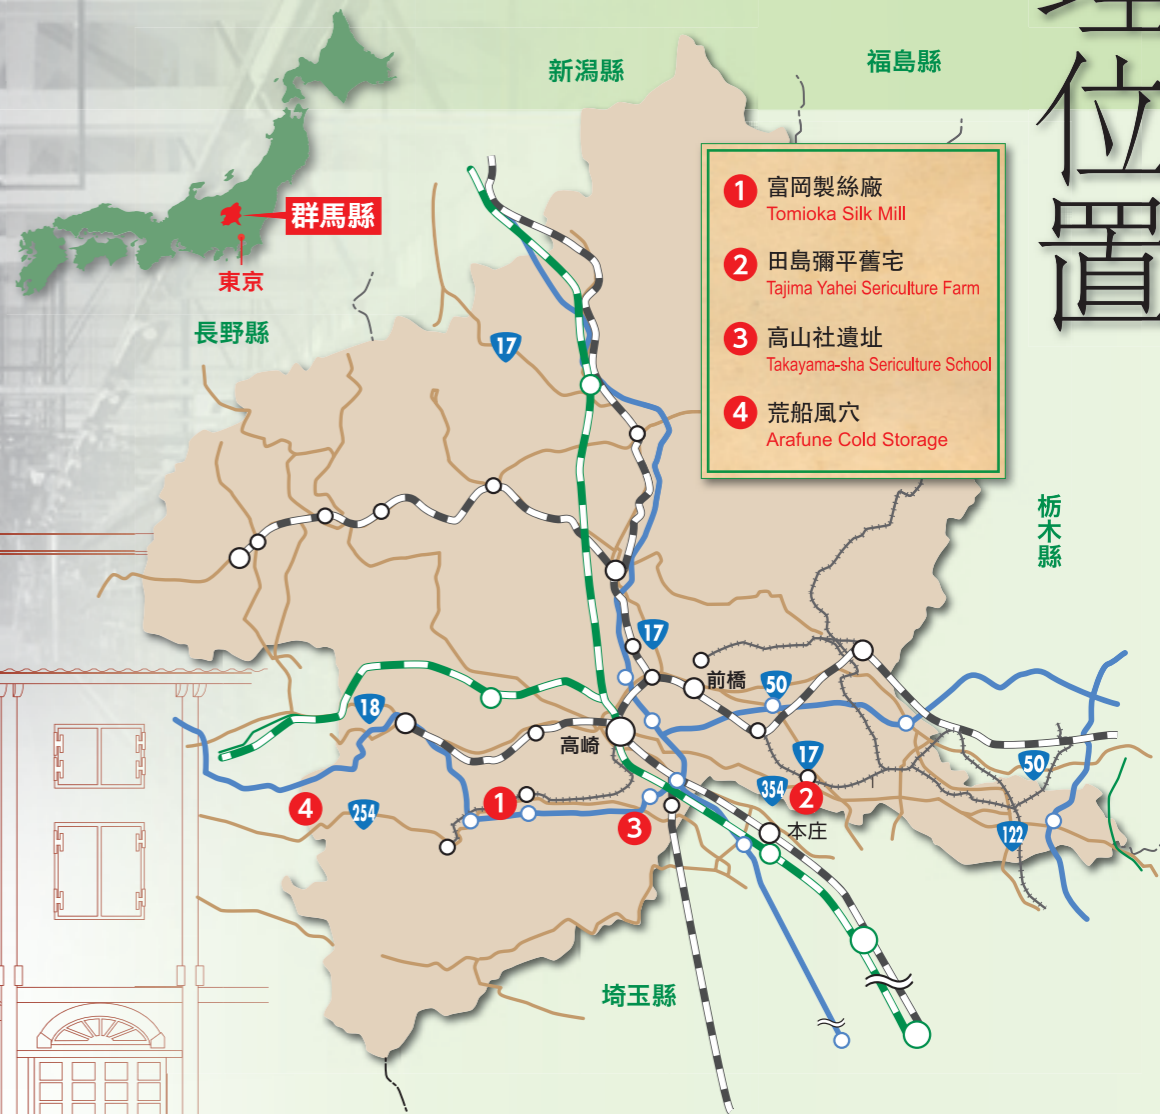 位置
新潟縣
福島縣
群馬縣
東京
長野縣
1 富岡製絲廠
Tomioka Silk Mill
2 田島彌平舊宅
Tajima Yahei Sericulture Farm
3 高山社遺址
Takayama-sha Sericulture School
4 荒船風穴
Arafune Cold Storage
17
栃木縣
17
前橋
50
18
高崎
17
50
354
2
4
254
1
3
本庄
122
埼玉縣